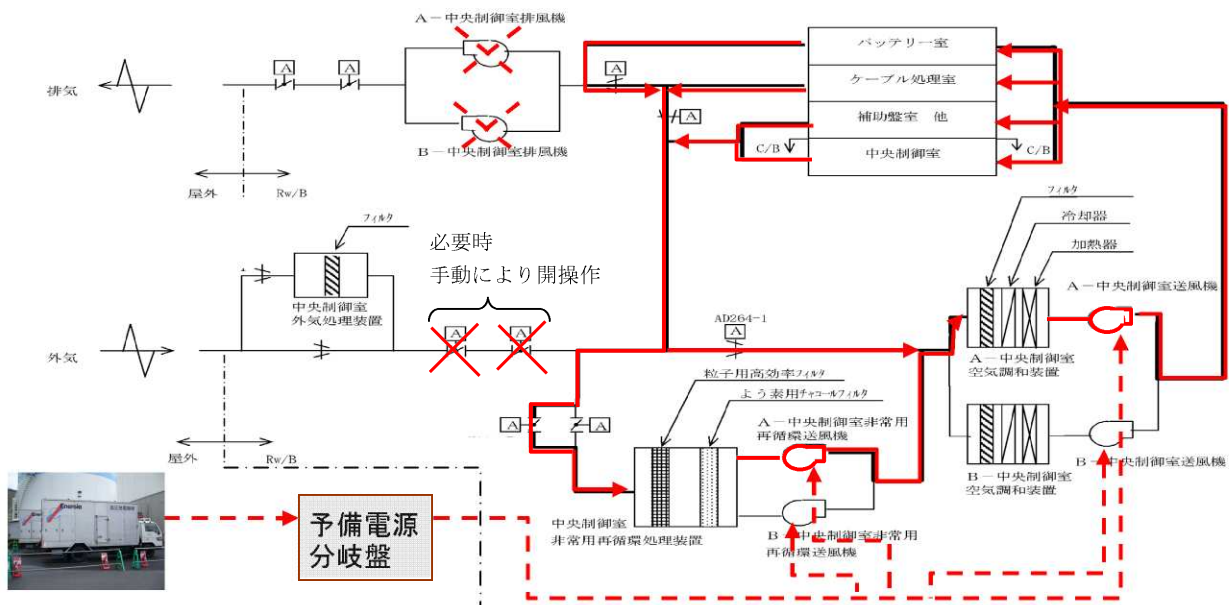 A－中央制御室排風機
A
A
A
排気
A
B－中央制御室排風機
バッテリー室
ケーブル処理室
補助盤室 他
C/B
C/B
中央制御室
屋外
Rw/B
フィルタ
必要時
手動により開操作
中央制御室
外気処理装置
A
A
外気
AD264-1
A
フィルタ
冷却器
加熱器
A－中央制御室送風機
A－中央制御室
空気調和装置
粒子用高効率フィルタ
よう素用チャコールフィルタ
A
A
A－中央制御室非常用
再循環送風機
屋外
Rw/B
B－中央制御室送風機
B－中央制御室
空気調和装置
中央制御室
非常用再循環処理装置
B－中央制御室非常用
再循環送風機
Energia
予備電源
分岐盤